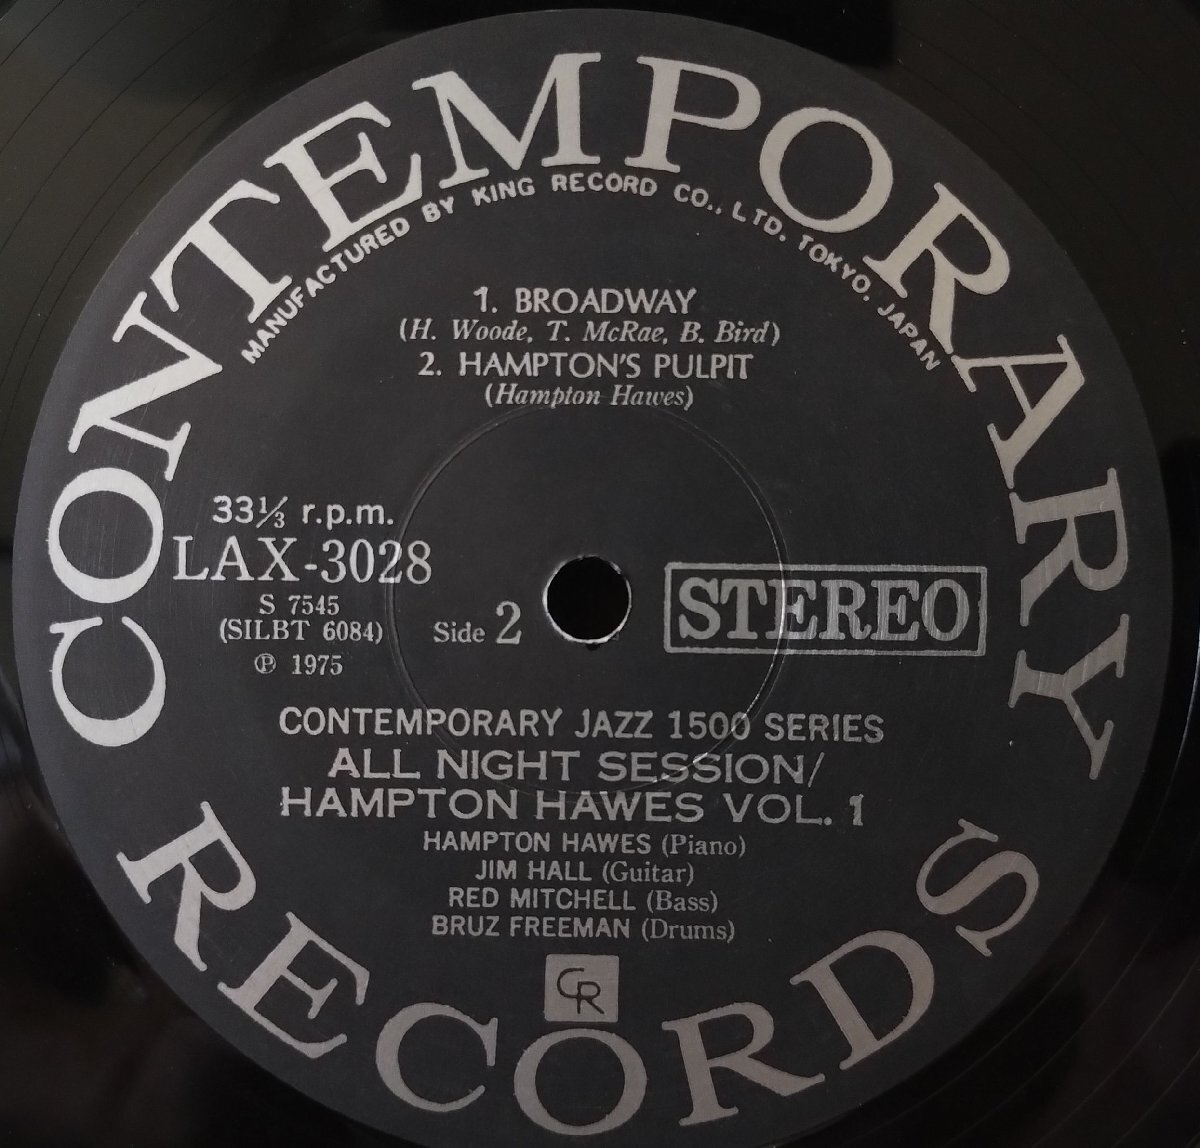 CONTEMPORARY
MANUFACTURED BY KING RECORD CO., LTD. TOKYO. JAPAN
1. BROADWAY
(H. Woode, T. McRae, B. Bird)
2. HAMPTON'S PULPIT
(Hampton Hawes)
33⅓ r.p.m.
LAX-3028
S 7545
(SILBT 6084)
℗ 1975
Side 2
STEREO
CONTEMPORARY JAZZ 1500 SERIES
ALL NIGHT SESSION/
HAMPTON HAWES VOL. 1
HAMPTON HAWES (Piano)
JIM HALL (Guitar)
RED MITCHELL (Bass)
BRUZ FREEMAN (Drums)
CR
RECORDS